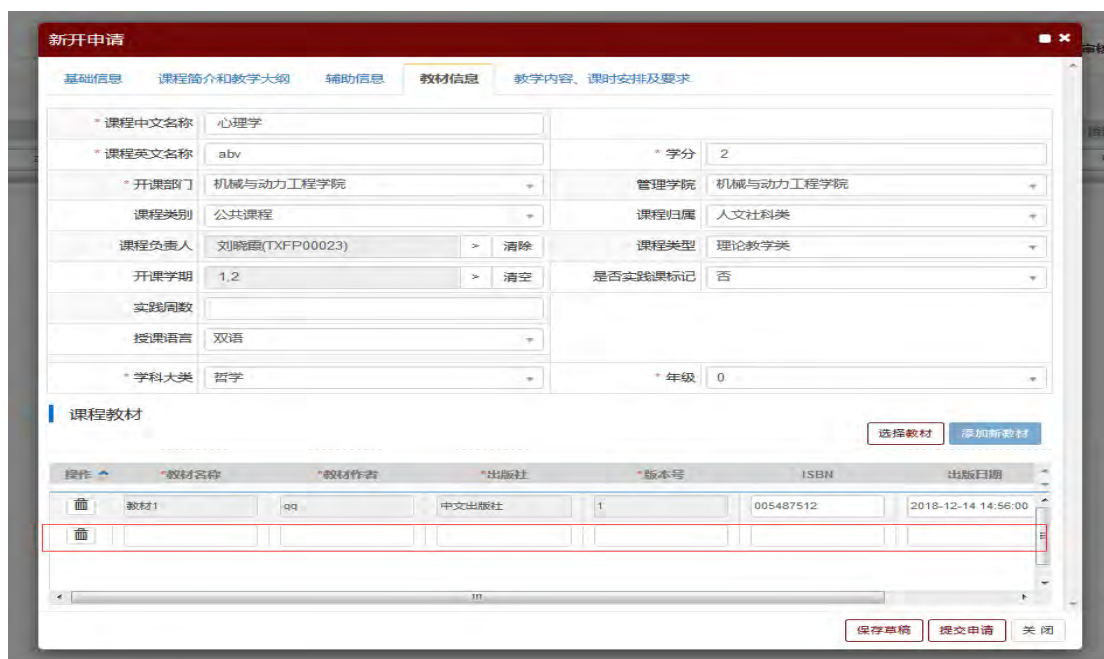 新开申请
基础信息 课程简介和教学大纲 辅助信息 教材信息 教学内容、课时安排及要求
* 课程中文名称 心理学
* 课程英文名称 abv * 学分 2
* 开课部门 机械与动力工程学院 管理学院 机械与动力工程学院
课程类别 公共课程 课程归属 人文社科类
课程负责人 刘晓霞(TXFP00023) > 清除 课程类型 理论教学类
开课学期 1,2 > 清空 是否实践课标记 否
实践周数
授课语言 双语
* 学科大类 哲学 * 年级 0
课程教材
选择教材 添加新教材
操作 *教材名称 *教材作者 *出版社 *版本号 ISBN 出版日期
教材1 qq 中文出版社 1 005487512 2018-12-14 14:56:00
保存草稿 提交申请 关闭